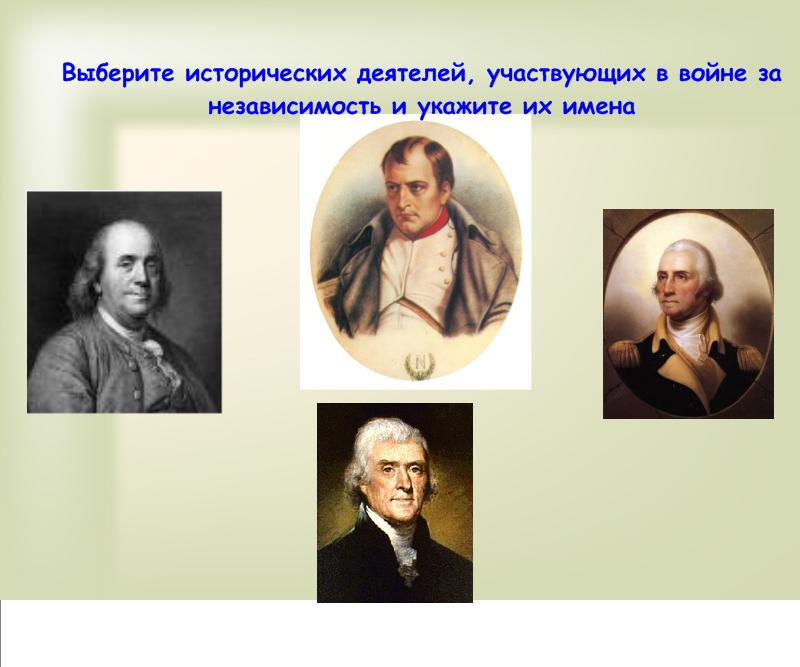 Выберите исторических деятелей, участвующих в войне за
независимость и укажите их имена
N